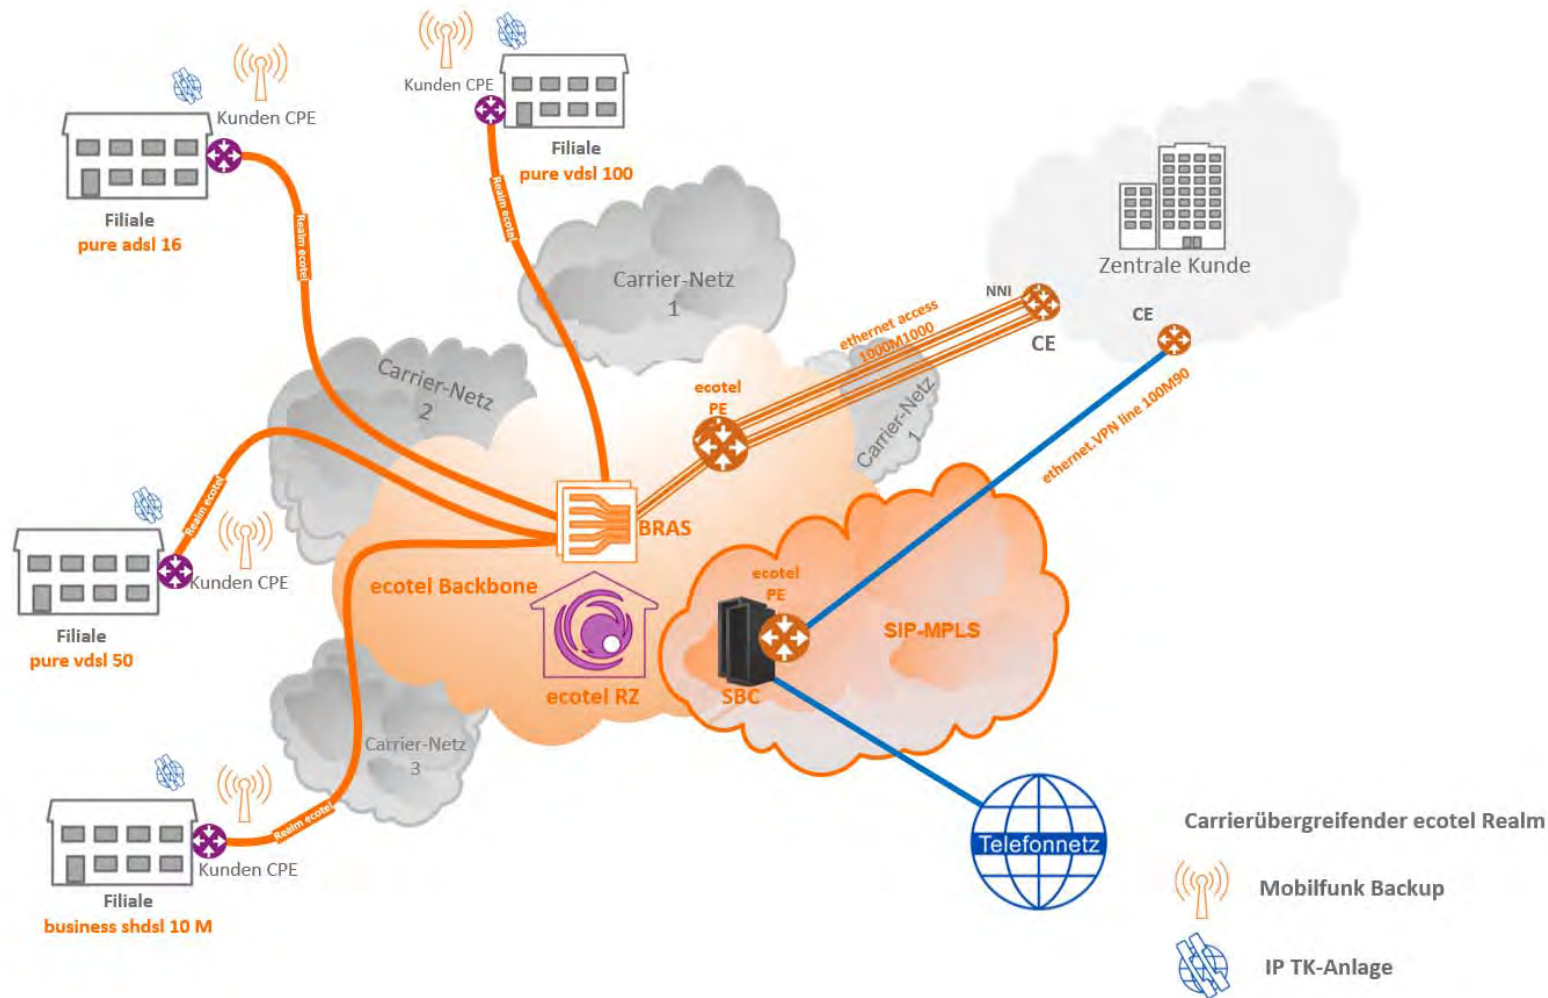 Kunden CPE
Filiale
pure vdsl 100
Realm ecotel
Kunden CPE
Filiale
pure adsl 16
Realm ecotel
Carrier-Netz
1
Carrier-Netz
2
Zentrale Kunde
NNI
CE
CE
ethernet access
1000M1000
Carrier-Netz
1
ecotel
PE
ethernet.VPN line 100M90
Realm ecotel
Kunden CPE
Filiale
pure vdsl 50
BRAS
ecotel Backbone
ecotel RZ
ecotel
PE
SIP-MPLS
SBC
Carrier-Netz
3
Realm ecotel
Kunden CPE
Filiale
business shdsl 10 M
Telefonnetz
Carrierübergreifender ecotel Realm
Mobilfunk Backup
IP TK-Anlage